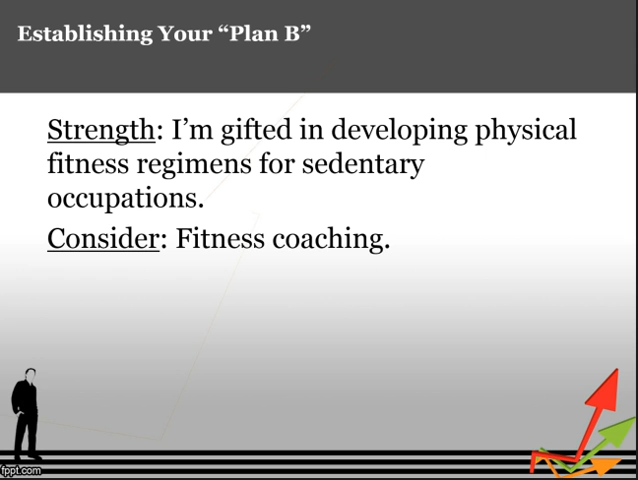 Establishing Your “Plan B”
Strength: I’m gifted in developing physical
fitness regimens for sedentary
occupations.
Consider: Fitness coaching.
fppt.com